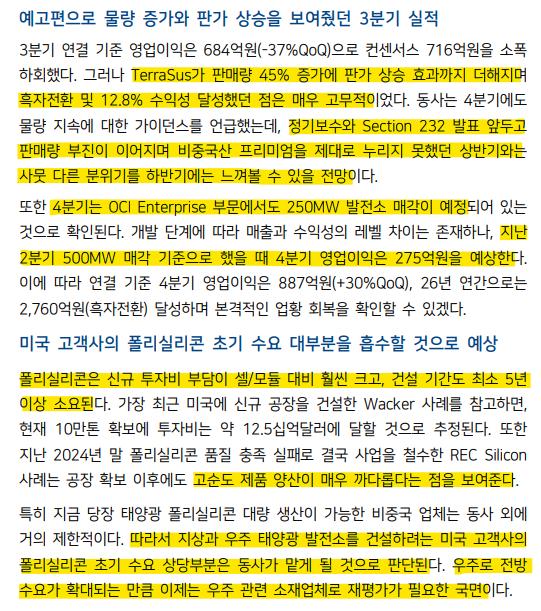 예고편으로 물량 증가와 판가 상승을 보여줬던 3분기 실적
3분기 연결 기준 영업이익은 684억원(-37%QoQ)으로 컨센서스 716억원을 소폭
하회했다. 그러나 TerraSus가 판매량 45% 증가에 판가 상승 효과까지 더해지며
흑자전환 및 12.8% 수익성 달성했던 점은 매우 고무적이었다. 동사는 4분기에도
물량 지속에 대한 가이던스를 언급했는데, 정기보수와 Section 232 발표 앞두고
판매량 부진이 이어지며 비중국산 프리미엄을 제대로 누리지 못했던 상반기와는
사뭇 다른 분위기를 하반기에는 느껴볼 수 있을 전망이다.
또한 4분기는 OCI Enterprise 부문에서도 250MW 발전소 매각이 예정되어 있는
것으로 확인된다. 개발 단계에 따라 매출과 수익성의 레벨 차이는 존재하나, 지난
2분기 500MW 매각 기준으로 했을 때 4분기 영업이익은 275억원을 예상한다.
이에 따라 연결 기준 4분기 영업이익은 887억원(+30%QoQ), 26년 연간으로는
2,760억원(흑자전환) 달성하며 본격적인 업황 회복을 확인할 수 있겠다.
미국 고객사의 폴리실리콘 초기 수요 대부분을 흡수할 것으로 예상
폴리실리콘은 신규 투자비 부담이 셀/모듈 대비 훨씬 크고, 건설 기간도 최소 5년
이상 소요된다. 가장 최근 미국에 신규 공장을 건설한 Wacker 사례를 참고하면,
현재 10만톤 확보에 투자비는 약 12.5십억달러에 달할 것으로 추정된다. 또한
지난 2024년 말 폴리실리콘 품질 충족 실패로 결국 사업을 철수한 REC Silicon
사례는 공장 확보 이후에도 고순도 제품 양산이 매우 까다롭다는 점을 보여준다.
특히 지금 당장 태양광 폴리실리콘 대량 생산이 가능한 비중국 업체는 동사 외에
거의 제한적이다. 따라서 지상과 우주 태양광 발전소를 건설하려는 미국 고객사의
폴리실리콘 초기 수요 상당부분은 동사가 맡게 될 것으로 판단된다. 우주로 전방
수요가 확대되는 만큼 이제는 우주 관련 소재업체로 재평가가 필요한 국면이다.